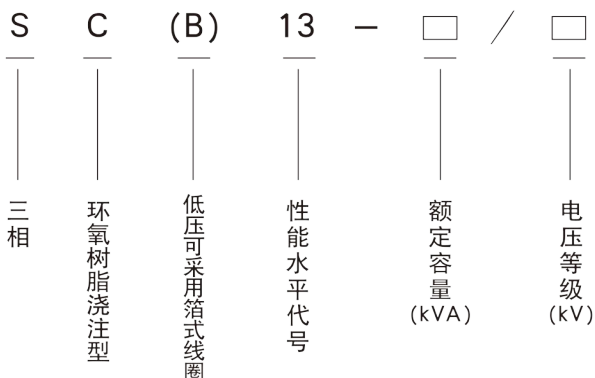 S C (B) 13 — □ / □
三相
环氧树脂浇注型
低压可采用箔式线圈
性能水平代号
额定容量(kVA)
电压等级(kV)